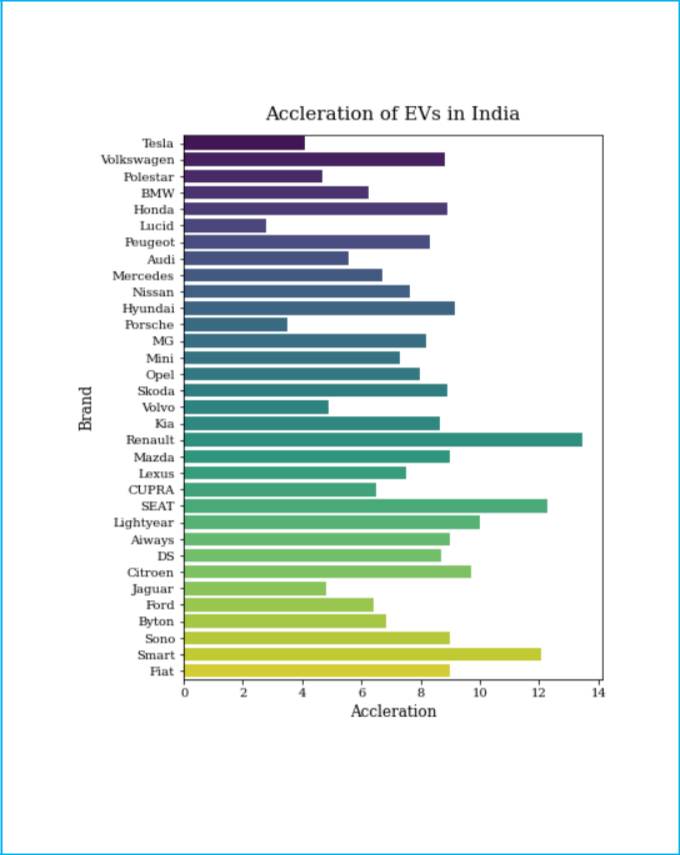 Accleration of EVs in India
Tesla
Volkswagen
Polestar
BMW
Honda
Lucid
Peugeot
Audi
Mercedes
Nissan
Hyundai
Porsche
MG
Mini
Opel
Skoda
Volvo
Kia
Renault
Mazda
Lexus
CUPRA
SEAT
Lightyear
Aiways
DS
Citroen
Jaguar
Ford
Byton
Sono
Smart
Fiat
Brand
0 2 4 6 8 10 12 14
Accleration